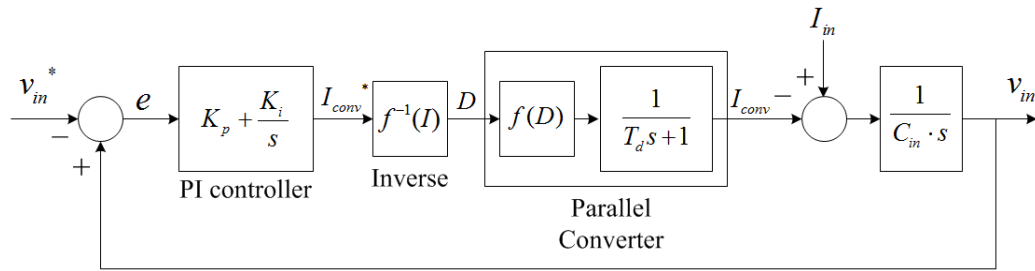 v_in*
−
+
e
K_p + K_i / s
PI controller
I_conv*
f⁻¹(I)
Inverse
D
f(D)
1 / (T_d s + 1)
Parallel
Converter
I_conv
−
+
I_in
1 / (C_in · s)
v_in